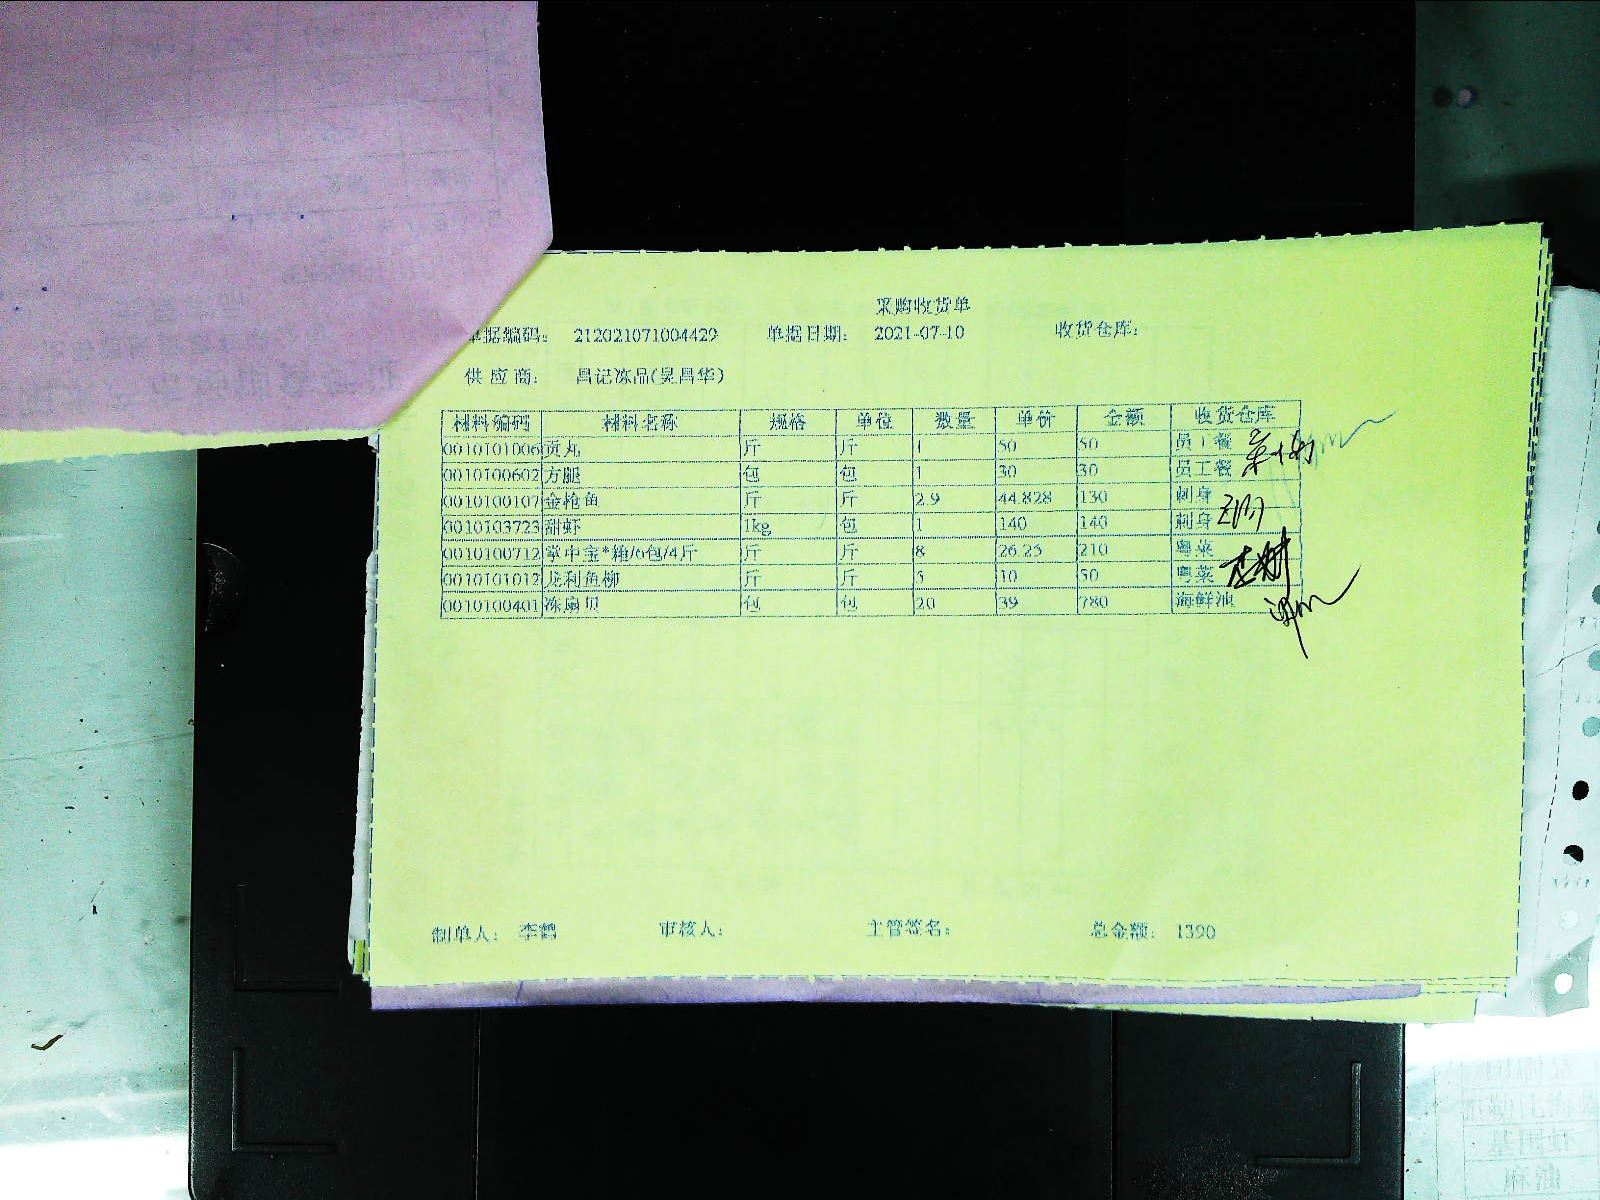 采购收货单
单据编码: 212021071004429 单据日期: 2021-07-10 收货仓库:
供应商: 昌记冻品(吴昌华)
材料编码 材料名称 规格 单位 数量 单价 金额 收货仓库
0010101006 贡丸 斤 斤 1 50 50 员工餐
0010100602 方腿 包 包 1 30 30 员工餐
0010100107 金枪鱼 斤 斤 2.9 44.828 130 刺身
0010103723 甜虾 1kg 包 1 140 140 刺身
0010100712 掌中宝*箱/6包/4斤 斤 斤 8 26.25 210 粤菜
0010101012 龙利鱼柳 斤 斤 5 10 50 粤菜
0010100401 冻扇贝 包 包 20 39 780 海鲜池
制单人: 李鹤 审核人: 主管签名: 总金额: 1390